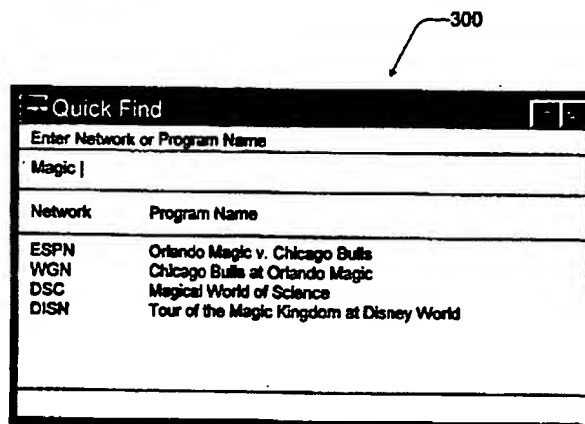 300
Quick Find
Enter Network or Program Name
Magic
Network Program Name
ESPN Orlando Magic v. Chicago Bulls
WGN Chicago Bulls at Orlando Magic
DSC Magical World of Science
DISN Tour of the Magic Kingdom at Disney World